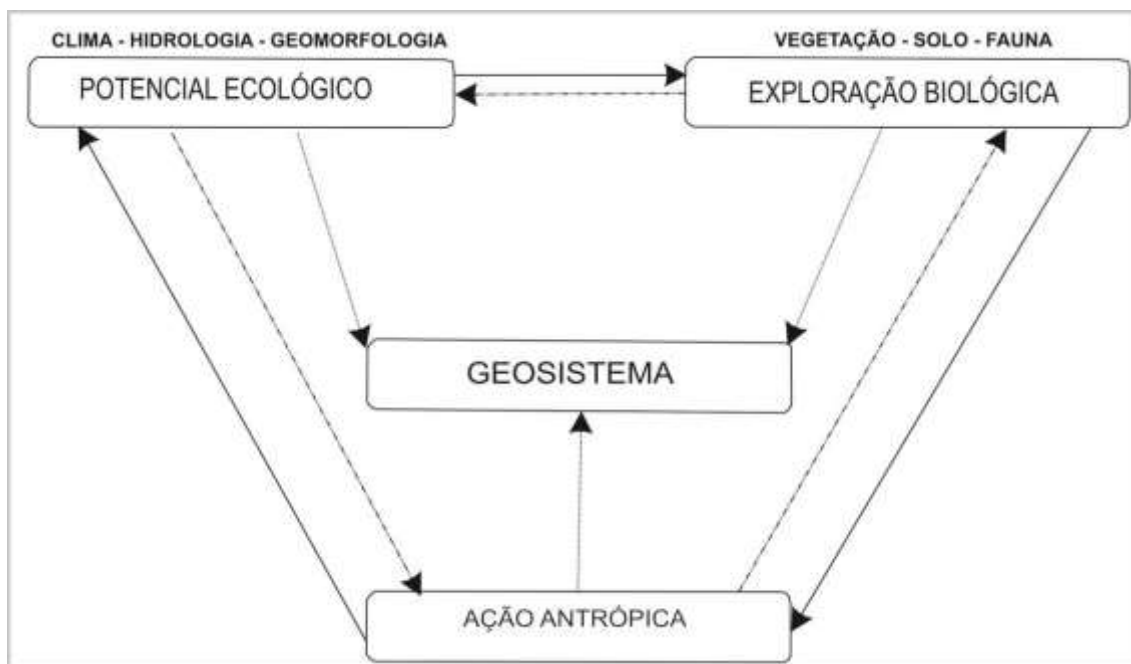 CLIMA - HIDROLOGIA - GEOMORFOLOGIA
POTENCIAL ECOLÓGICO
VEGETAÇÃO - SOLO - FAUNA
EXPLORAÇÃO BIOLÓGICA
GEOSISTEMA
AÇÃO ANTRÓPICA